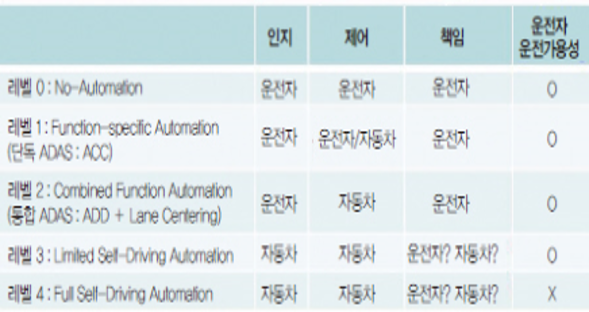 인지 제어 책임 운전자
운전가용성
레벨 0 : No-Automation 운전자 운전자 운전자 O
레벨 1 : Function-specific Automation
(단독 ADAS : ACC) 운전자 운전자/자동차 운전자 O
레벨 2 : Combined Function Automation
(통합 ADAS : ADD + Lane Centering) 운전자 자동차 운전자 O
레벨 3 : Limited Self-Driving Automation 자동차 자동차 운전자? 자동차? O
레벨 4 : Full Self-Driving Automation 자동차 자동차 운전자? 자동차? X